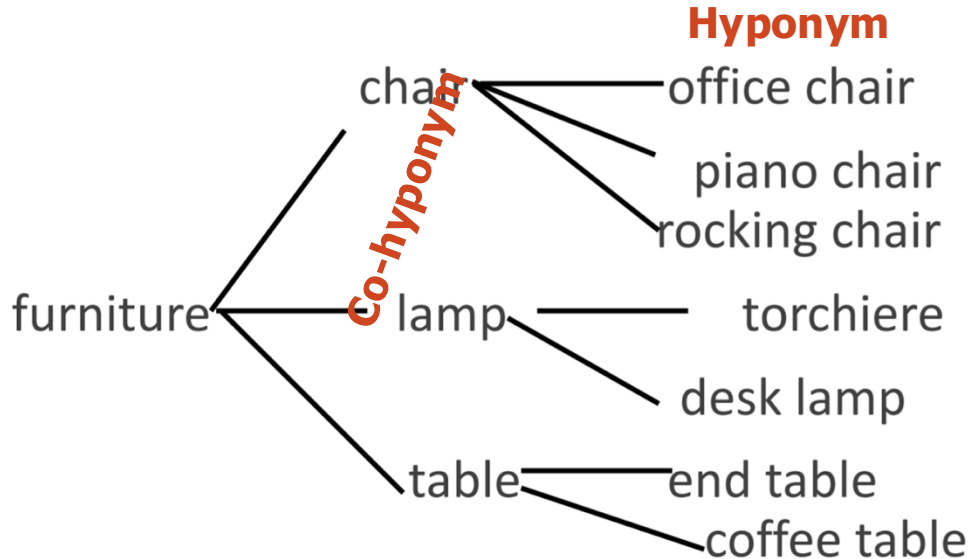 Hyponym
chair
office chair
Co-hyponym
piano chair
rocking chair
furniture
lamp
torchiere
desk lamp
table
end table
coffee table